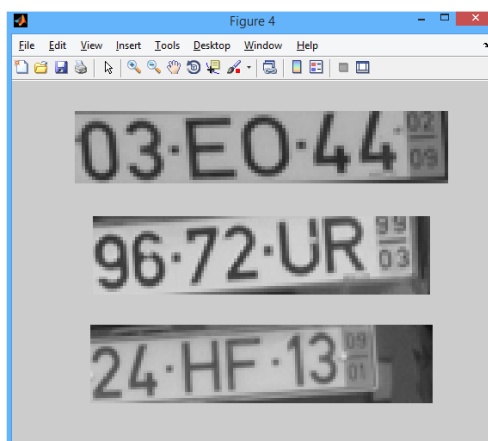 Figure 4
File Edit View Insert Tools Desktop Window Help
03·EO·44 02 09
96·72·UR 99 03
24·HF·13 09 01